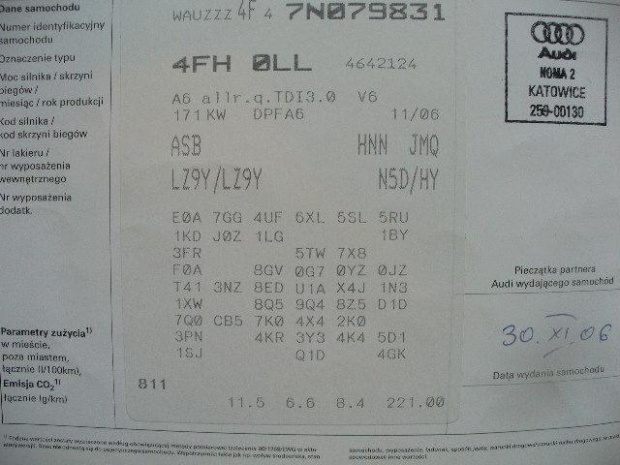 Dane samochodu
Numer identyfikacyjny
samochodu
Oznaczenie typu
Moc silnika / skrzyni
biegów /
miesiąc / rok produkcji
Kod silnika /
kod skrzyni biegów
Nr lakieru /
nr wyposażenia
wewnętrznego
Nr wyposażenia
dodatk.
Parametry zużycia¹⁾
w mieście,
poza miastem,
łącznie (l/100km),
Emisja CO₂¹⁾
(łącznie (g/km)
WAUZZZ 4F 4 7N079831
4FH 0LL 4642124
A6 allr.q.TDI3.0 V6
171KW DPFA6 11/06
ASB HNN JMQ
LZ9Y/LZ9Y N5D/HY
E0A 7GG 4UF 6XL 5SL 5RU
1KD J0Z 1LG 1BY
3FR 5TW 7X8
F0A 8GV 0G7 0YZ 0JZ
T41 3NZ 8ED U1A X4J 1N3
1XW 8Q5 9Q4 8Z5 D1D
7Q0 CB5 7K0 4X4 2K0
3PN 4KR 3Y3 4K4 5D1
1SJ Q1D 4GK
811
11.5 6.6 8.4 221.00
Audi
NOMA 2
KATOWICE
259-00130
Pieczątka partnera
Audi wydającego samochód
30. XI. 06
Data wydania samochodu